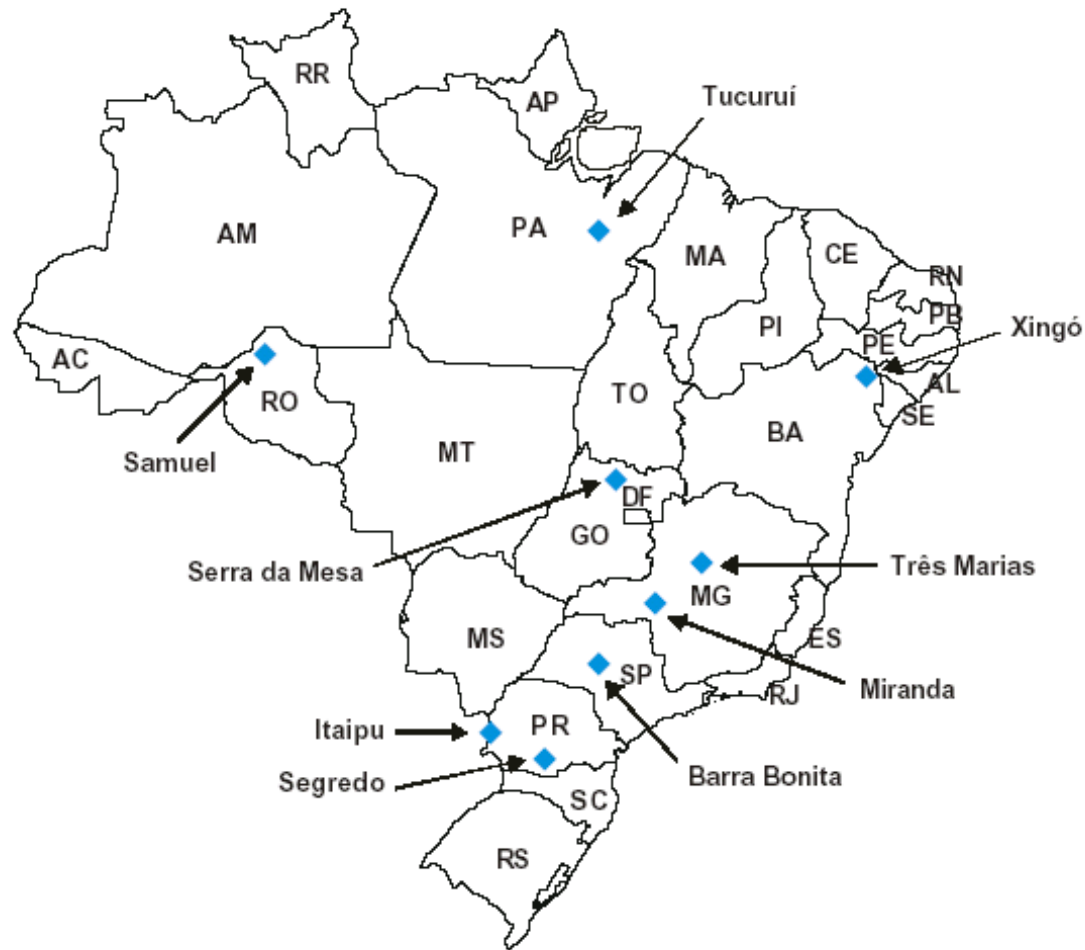 RR
AP
Tucuruí
AM
PA
MA
CE
RN
PI
PB
Xingó
PE
AC
AL
RO
TO
SE
BA
MT
Samuel
DF
GO
Serra da Mesa
Três Marias
MG
ES
MS
SP
Miranda
RJ
Itaipu
PR
Segredo
Barra Bonita
SC
RS